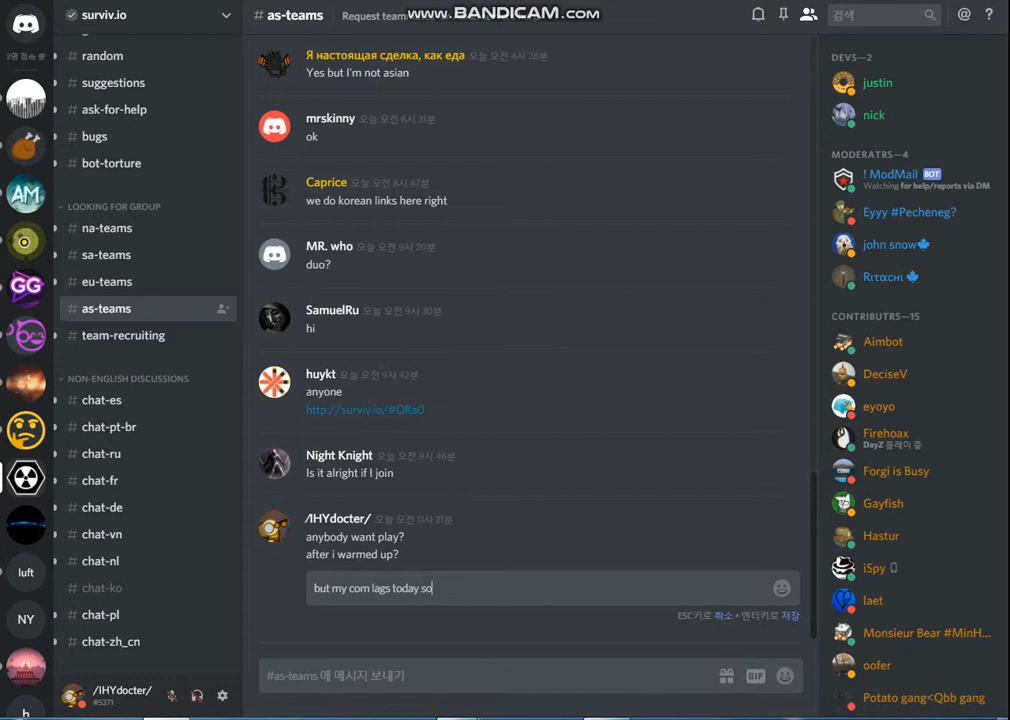 surviv.io
# as-teams
Request team
www.BANDICAM.com
검색
# random
# suggestions
# ask-for-help
# bugs
# bot-torture
LOOKING FOR GROUP
# na-teams
# sa-teams
# eu-teams
# as-teams
# team-recruiting
NON-ENGLISH DISCUSSIONS
# chat-es
# chat-pt-br
# chat-ru
# chat-fr
# chat-de
# chat-vn
# chat-nl
# chat-ko
# chat-pl
# chat-zh_cn
AM
GG
luft
NY
h
/IHYdocter/
#5371
Я настоящая сделка, как еда 오늘 오전 4시 28분
Yes but I'm not asian
mrskinny 오늘 오전 6시 31분
ok
Caprice 오늘 오전 8시 47분
we do korean links here right
MR. who 오늘 오전 9시 20분
duo?
SamuelRu 오늘 오전 9시 30분
hi
huykt 오늘 오전 9시 42분
anyone
http://surviv.io/#ORa0
Night Knight 오늘 오전 9시 46분
Is it alright if I join
/IHYdocter/ 오늘 오전 11시 21분
anybody want play?
after i warmed up?
but my com lags today so
ESC키로 취소 • 엔터키로 저장
#as-teams 에 메시지 보내기
GIF
DEVS—2
justin
nick
MODERATRS—4
! ModMail BOT
Watching for help/reports via DM
Eyyy #Pecheneg?
john snow🍁
Rιταcнι 🍁
CONTRIBUTRS—15
Aimbot
DeciseV
eyoyo
Firehoax
DayZ 플레이 중
Forgi is Busy
Gayfish
Hastur
iSpy
laet
Monsieur Bear #MinH...
oofer
Potato gang<Qbb gang